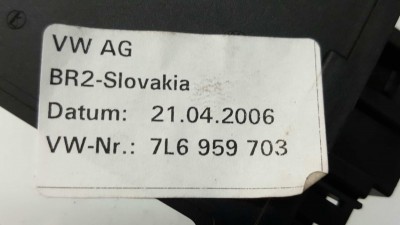 VW AG
BR2-Slovakia
Datum: 21.04.2006
VW-Nr.: 7L6 959 703